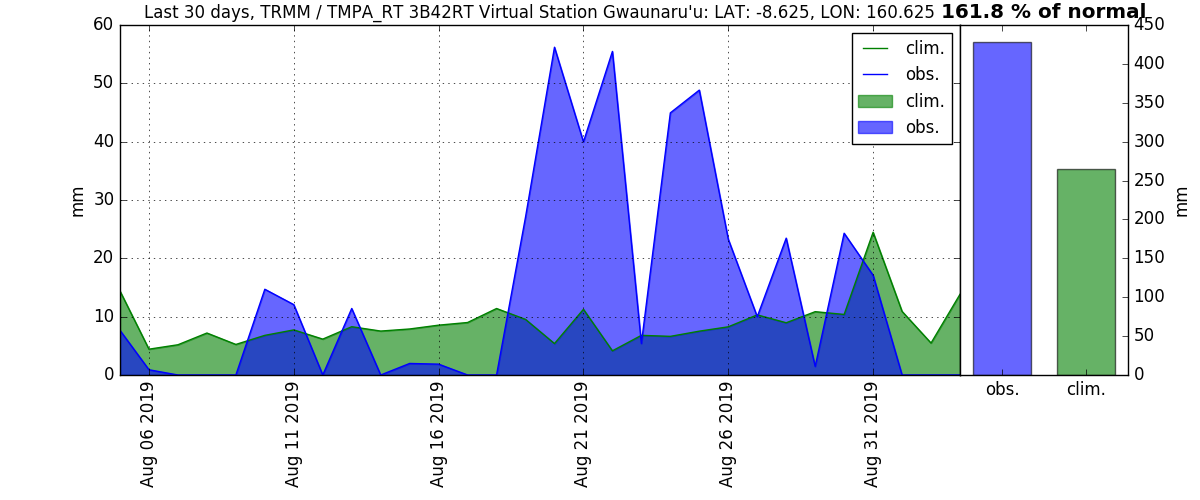 Last 30 days, TRMM / TMPA_RT 3B42RT Virtual Station Gwaunaru'u: LAT: -8.625, LON: 160.625 161.8 % of normal
60
50
40
30
20
10
0
mm
clim.
obs.
clim.
obs.
Aug 06 2019
Aug 11 2019
Aug 16 2019
Aug 21 2019
Aug 26 2019
Aug 31 2019
450
400
350
300
250
200
150
100
50
0
mm
obs.
clim.